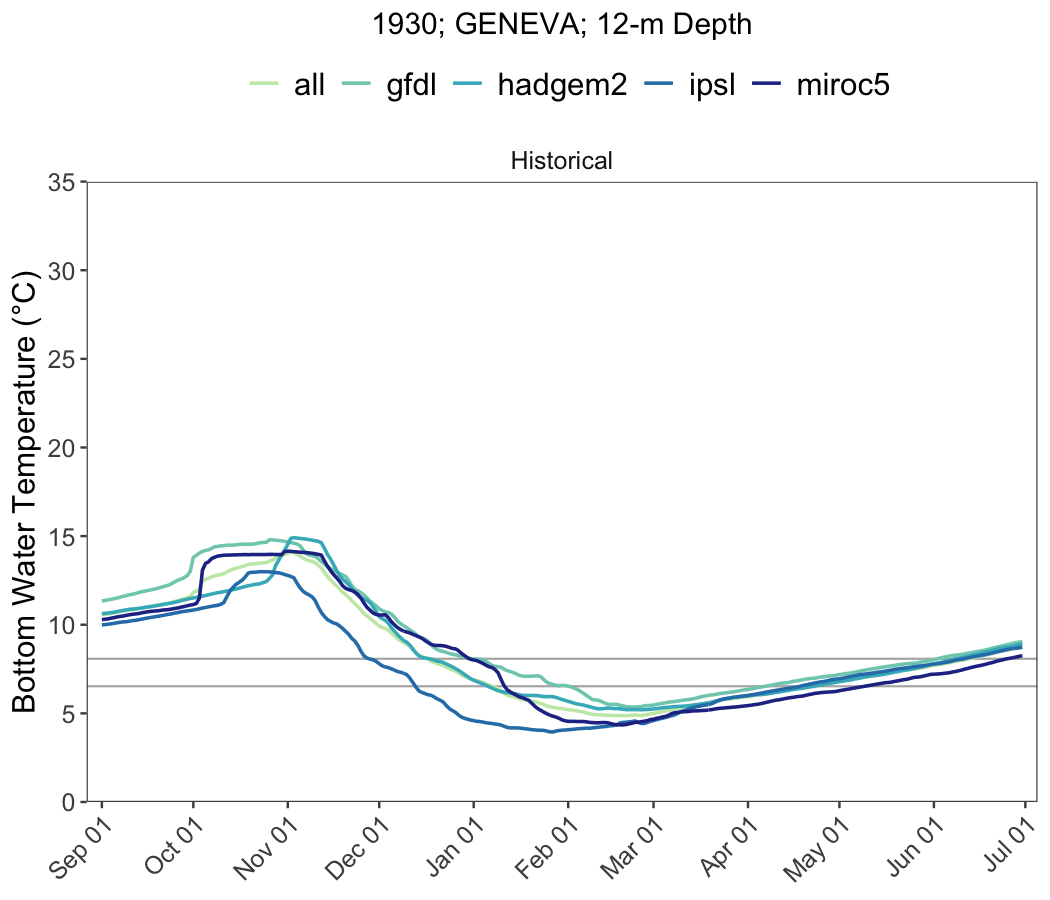 1930; GENEVA; 12-m Depth
all gfdl hadgem2 ipsl miroc5
Historical
Bottom Water Temperature (°C)
35
30
25
20
15
10
5
0
Sep 01 Oct 01 Nov 01 Dec 01 Jan 01 Feb 01 Mar 01 Apr 01 May 01 Jun 01 Jul 01